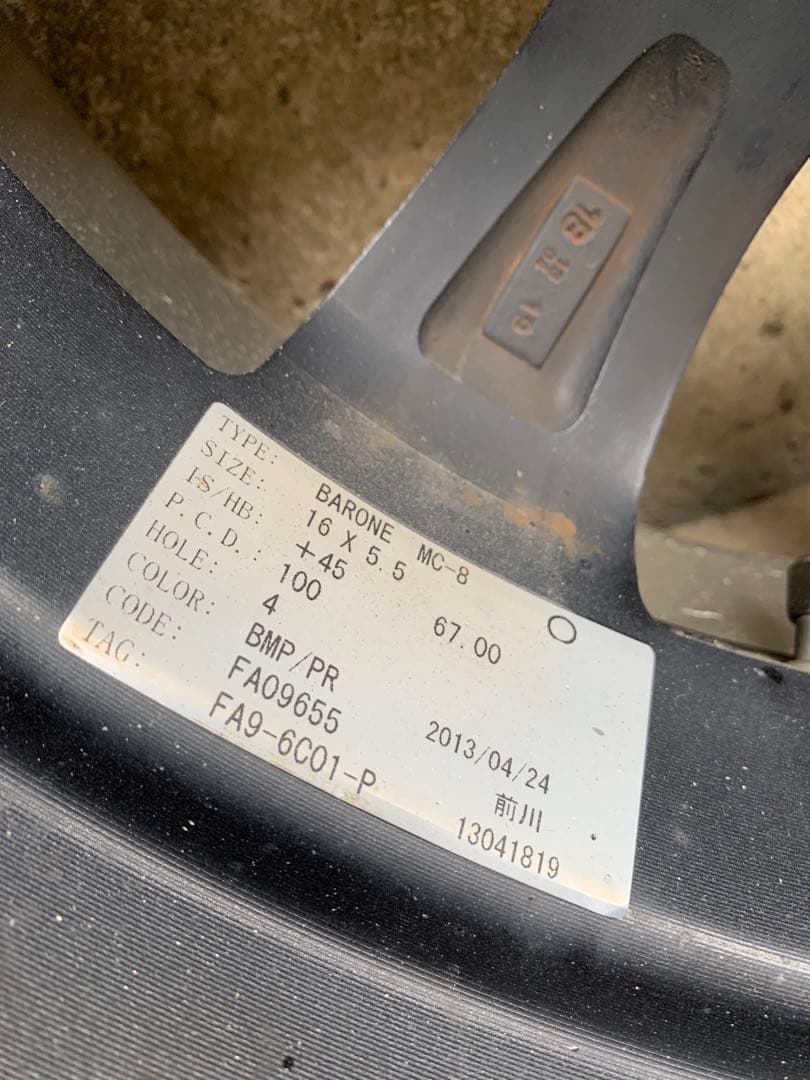 TYPE: BARONE MC-8
SIZE: 16 X 5.5
IS/HB: +45 67.00
P.C.D.: 100
HOLE: 4
COLOR: BMP/PR
CODE: FA09655 2013/04/24
TAG: FA9-6C01-P 前川
13041819